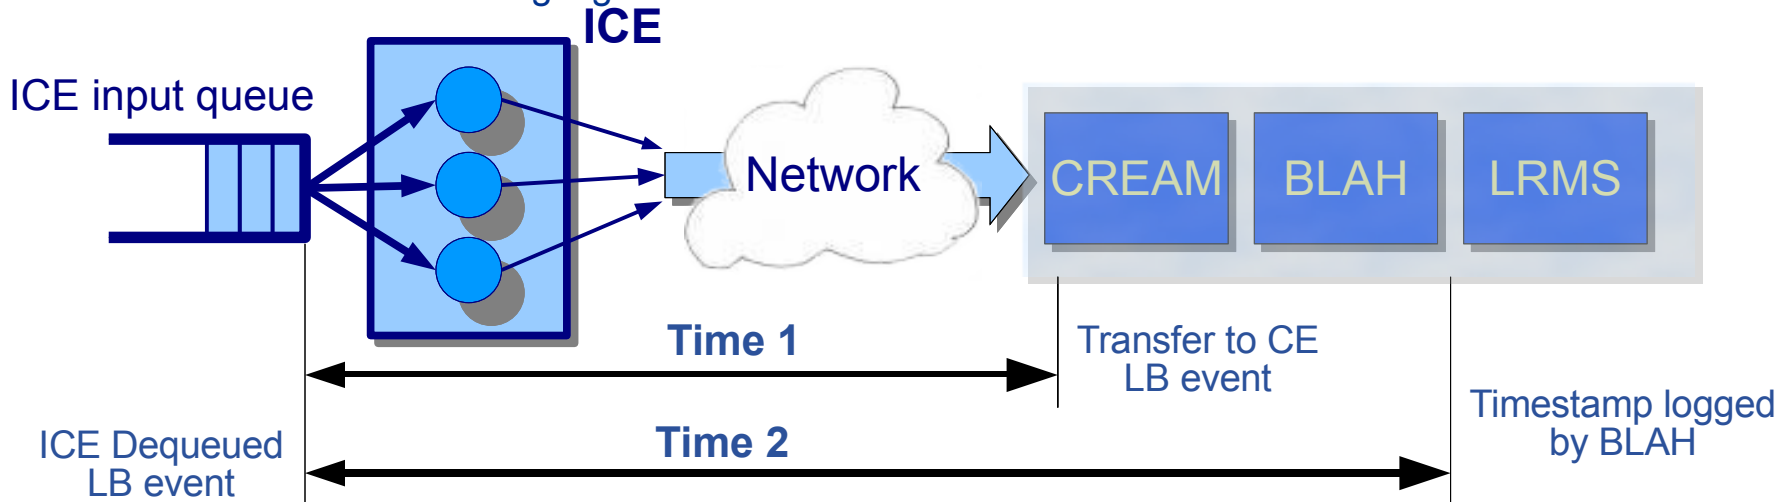 ICE
ICE input queue
Network
CREAM
BLAH
LRMS
Time 1
Transfer to CE
LB event
Timestamp logged
by BLAH
Time 2
ICE Dequeued
LB event